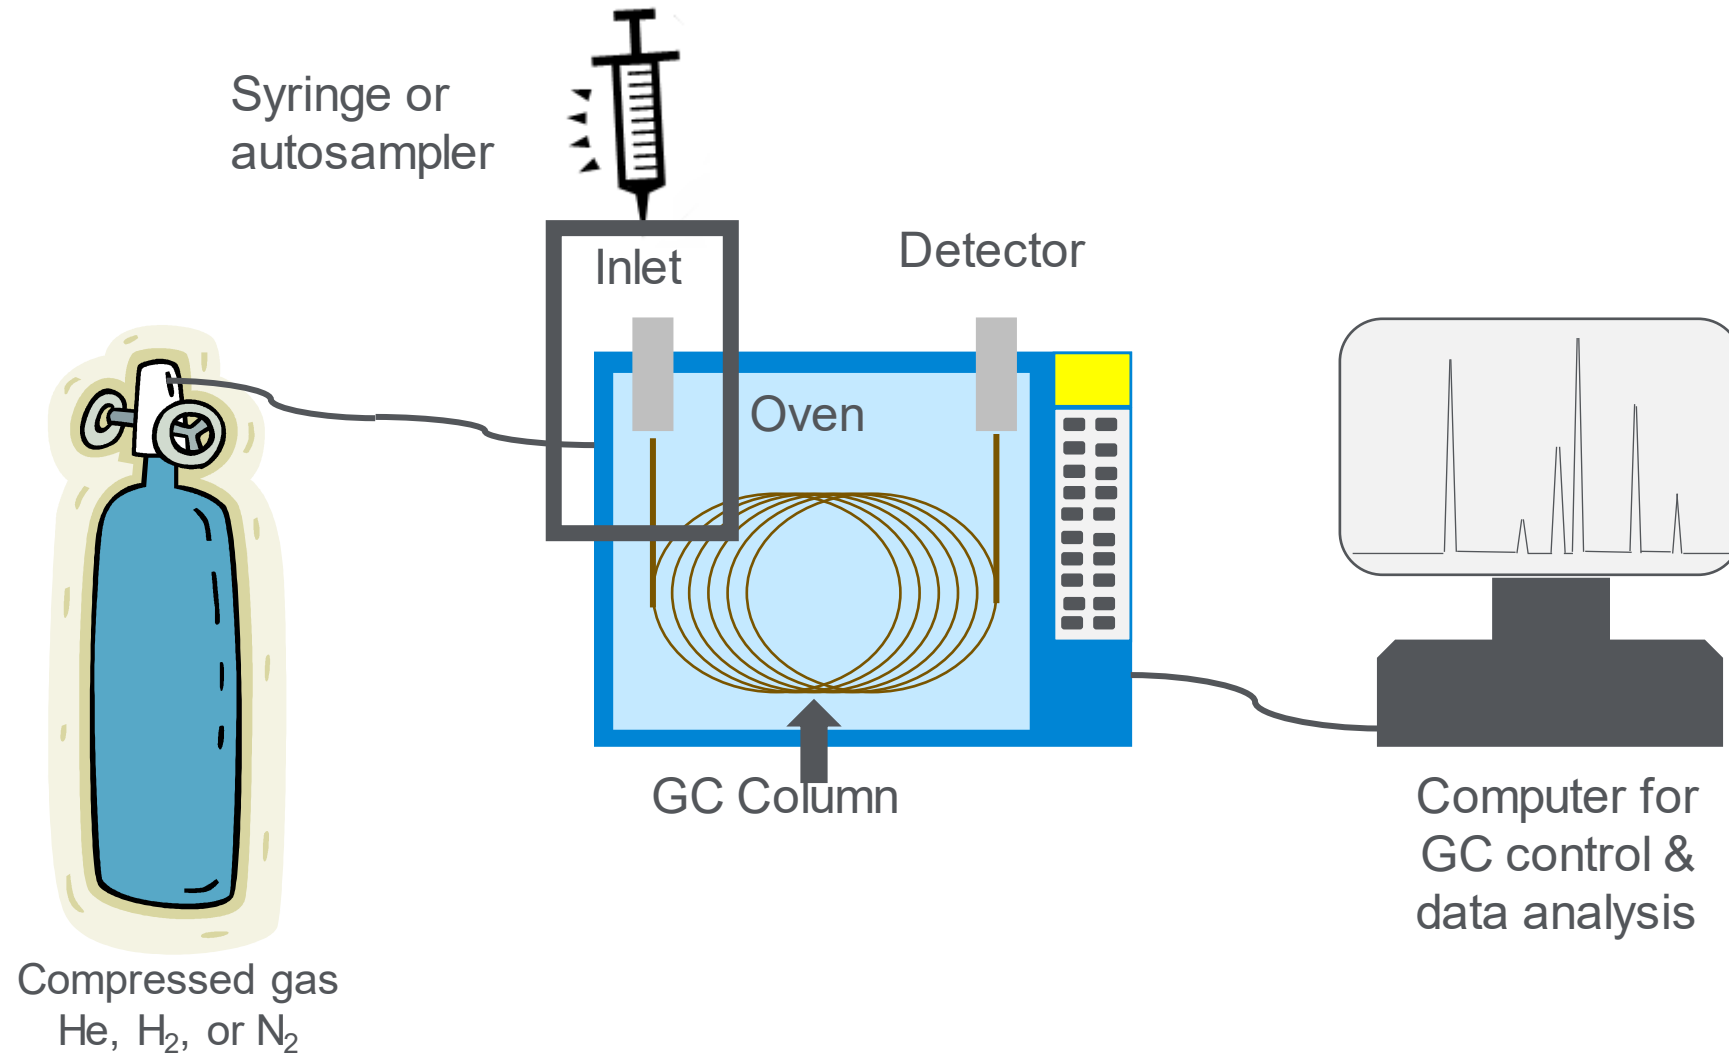 Syringe or
autosampler
Inlet
Detector
Oven
GC Column
Computer for
GC control &
data analysis
Compressed gas
He, H₂, or N₂